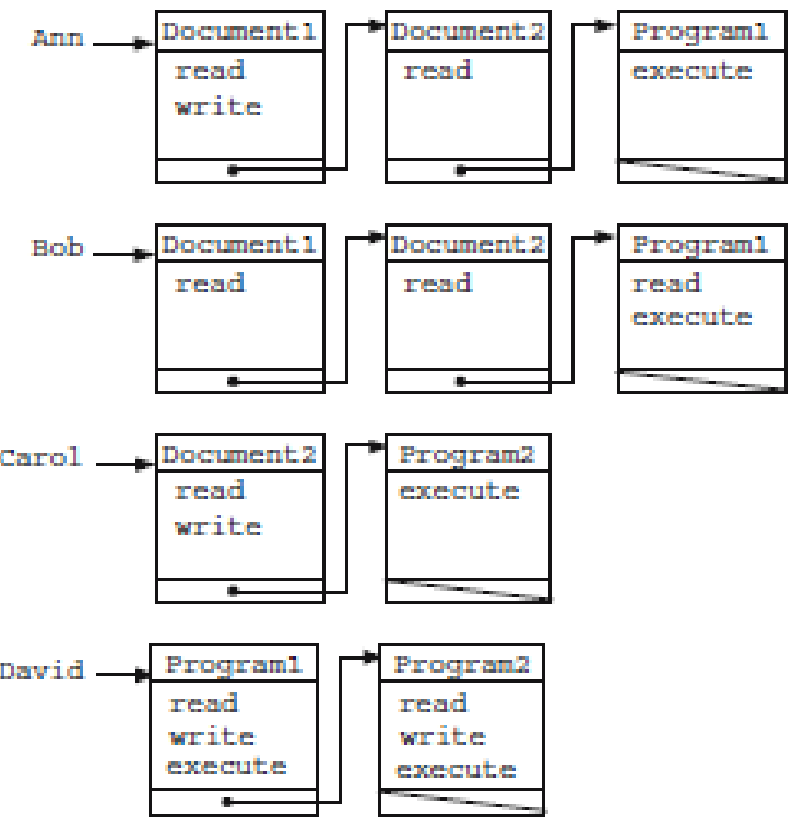 Ann Document1 Document2 Program1
read read execute
write
Bob Document1 Document2 Program1
read read read
execute
Carol Document2 Program2
read execute
write
David Program1 Program2
read read
write write
execute execute